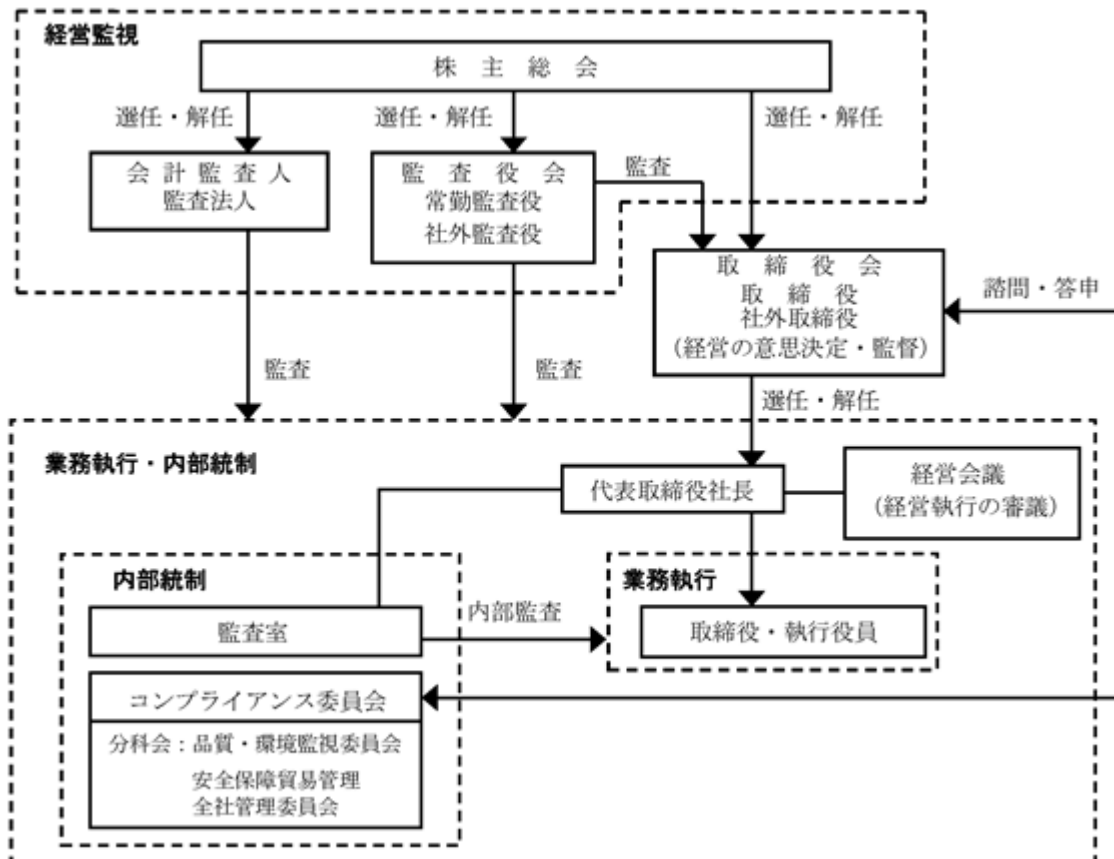 経営監視
株主総会
選任・解任
選任・解任
選任・解任
会計監査人
監査法人
監査役会
常勤監査役
社外監査役
監査
取締役会
取締役
社外取締役
(経営の意思決定・監督)
諮問・答申
監査
監査
選任・解任
業務執行・内部統制
代表取締役社長
経営会議
(経営執行の審議)
内部統制
業務執行
監査室
内部監査
取締役・執行役員
コンプライアンス委員会
分科会：品質・環境監視委員会
安全保障貿易管理
全社管理委員会